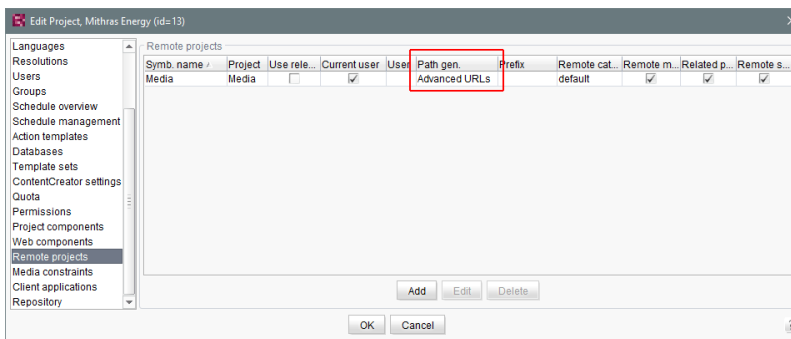 Edit Project, Mithras Energy (id=13)
Languages
Resolutions
Users
Groups
Schedule overview
Schedule management
Action templates
Databases
Template sets
ContentCreator settings
Quota
Permissions
Project components
Web components
Remote projects
Media constraints
Client applications
Repository
Remote projects
Symb. name Project Use rele... Current user User Path gen. Prefix Remote cat... Remote m... Related p... Remote s...
Media Media Advanced URLs default
Add Edit Delete
OK Cancel